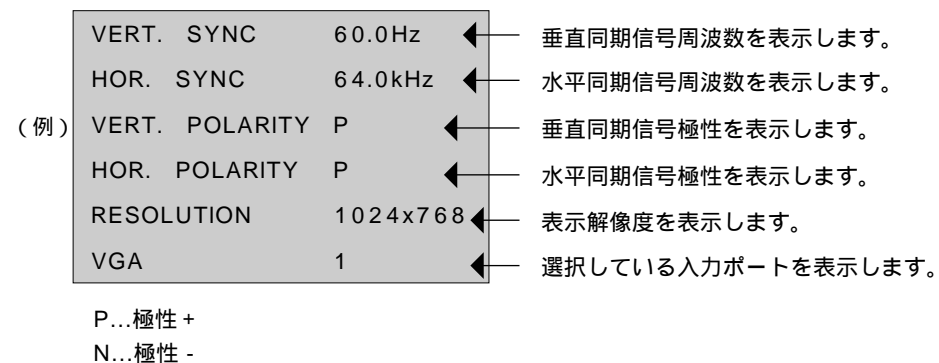 VERT. SYNC 60.0Hz 垂直同期信号周波数を表示します。
HOR. SYNC 64.0kHz 水平同期信号周波数を表示します。
(例) VERT. POLARITY P 垂直同期信号極性を表示します。
HOR. POLARITY P 水平同期信号極性を表示します。
RESOLUTION 1024x768 表示解像度を表示します。
VGA 1 選択している入力ポートを表示します。
P...極性 +
N...極性 -